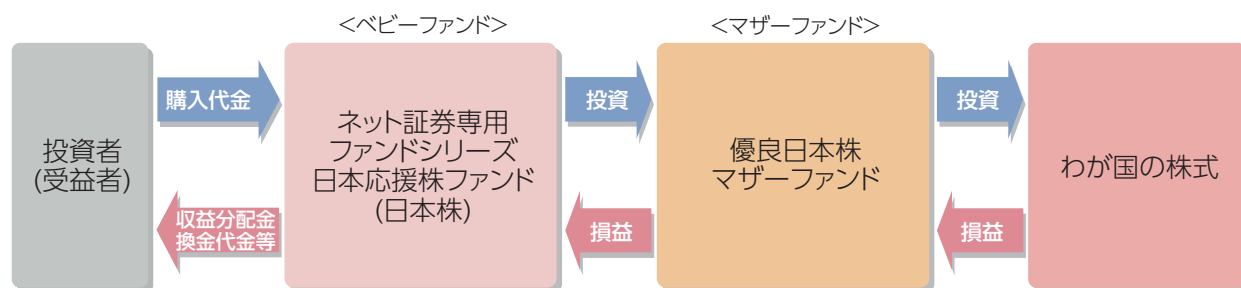 <ベビーファンド>
<マザーファンド>
投資者
(受益者)
購入代金
収益分配金
換金代金等
ネット証券専用
ファンドシリーズ
日本応援株ファンド
(日本株)
投資
損益
優良日本株
マザーファンド
投資
損益
わが国の株式